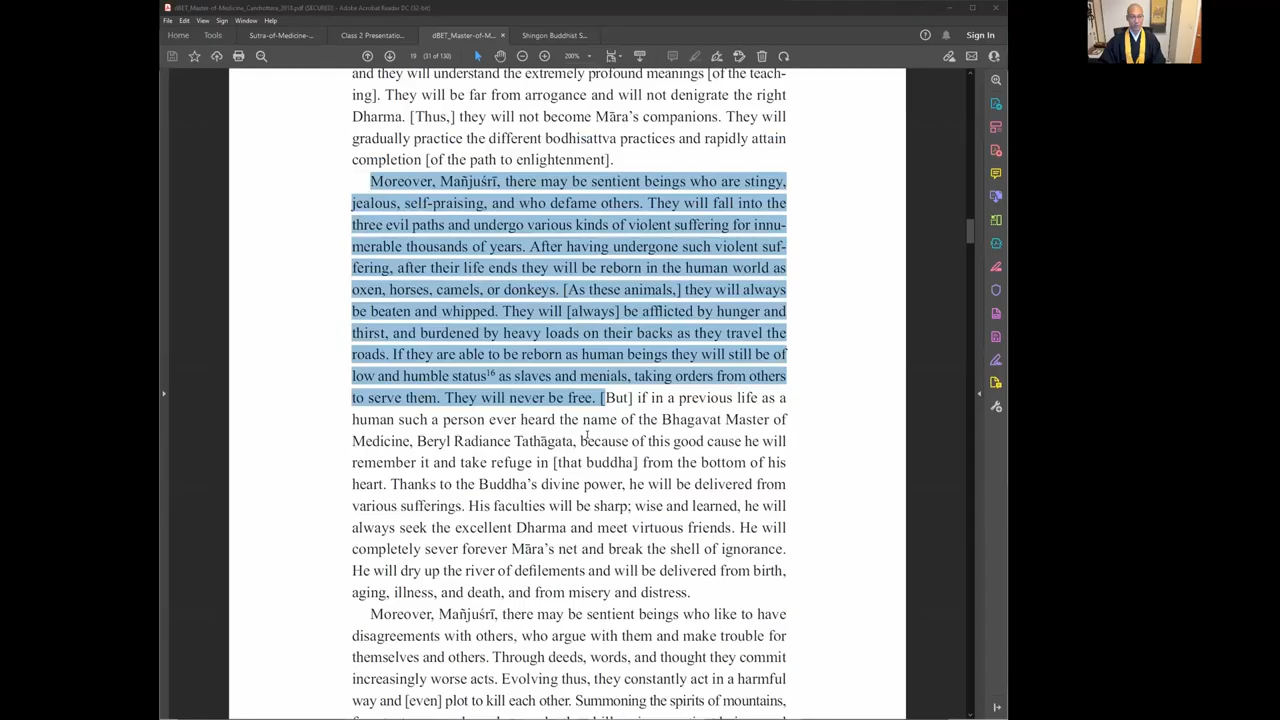 dBET_Master-of-Medicine_Canchottara_2018.pdf (SECURED) - Adobe Acrobat Reader DC (32-bit)
File Edit View Sign Window Help
Home Tools Sutra-of-Medicine-... Class 2 Presentatio... dBET_Master-of-M... × Shingon Buddhist S... Sign In
19 (31 of 130) 200%
and they will understand the extremely profound meanings [of the teach-
ing]. They will be far from arrogance and will not denigrate the right
Dharma. [Thus,] they will not become Māra's companions. They will
gradually practice the different bodhisattva practices and rapidly attain
completion [of the path to enlightenment].
Moreover, Mañjuśrī, there may be sentient beings who are stingy,
jealous, self-praising, and who defame others. They will fall into the
three evil paths and undergo various kinds of violent suffering for innu-
merable thousands of years. After having undergone such violent suf-
fering, after their life ends they will be reborn in the human world as
oxen, horses, camels, or donkeys. [As these animals,] they will always
be beaten and whipped. They will [always] be afflicted by hunger and
thirst, and burdened by heavy loads on their backs as they travel the
roads. If they are able to be reborn as human beings they will still be of
low and humble status16 as slaves and menials, taking orders from others
to serve them. They will never be free. [But] if in a previous life as a
human such a person ever heard the name of the Bhagavat Master of
Medicine, Beryl Radiance Tathāgata, because of this good cause he will
remember it and take refuge in [that buddha] from the bottom of his
heart. Thanks to the Buddha's divine power, he will be delivered from
various sufferings. His faculties will be sharp; wise and learned, he will
always seek the excellent Dharma and meet virtuous friends. He will
completely sever forever Māra's net and break the shell of ignorance.
He will dry up the river of defilements and will be delivered from birth,
aging, illness, and death, and from misery and distress.
Moreover, Mañjuśrī, there may be sentient beings who like to have
disagreements with others, who argue with them and make trouble for
themselves and others. Through deeds, words, and thought they commit
increasingly worse acts. Evolving thus, they constantly act in a harmful
way and [even] plot to kill each other. Summoning the spirits of mountains,